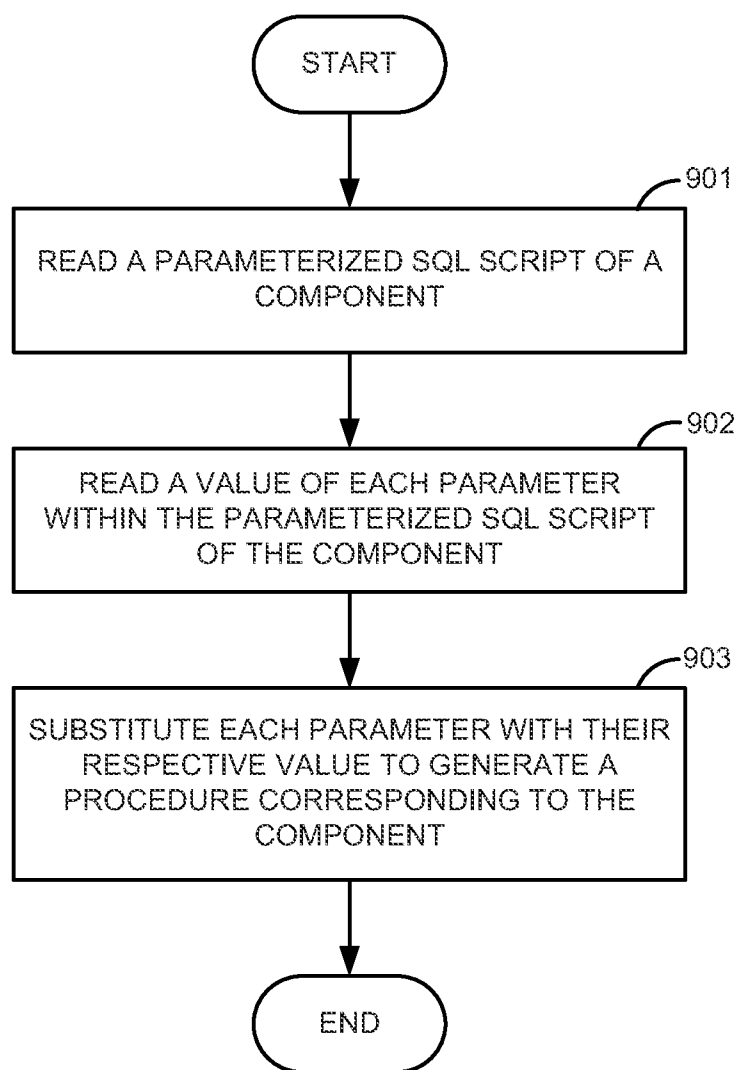 START
901
READ A PARAMETERIZED SQL SCRIPT OF A
COMPONENT
902
READ A VALUE OF EACH PARAMETER
WITHIN THE PARAMETERIZED SQL SCRIPT
OF THE COMPONENT
903
SUBSTITUTE EACH PARAMETER WITH THEIR
RESPECTIVE VALUE TO GENERATE A
PROCEDURE CORRESPONDING TO THE
COMPONENT
END